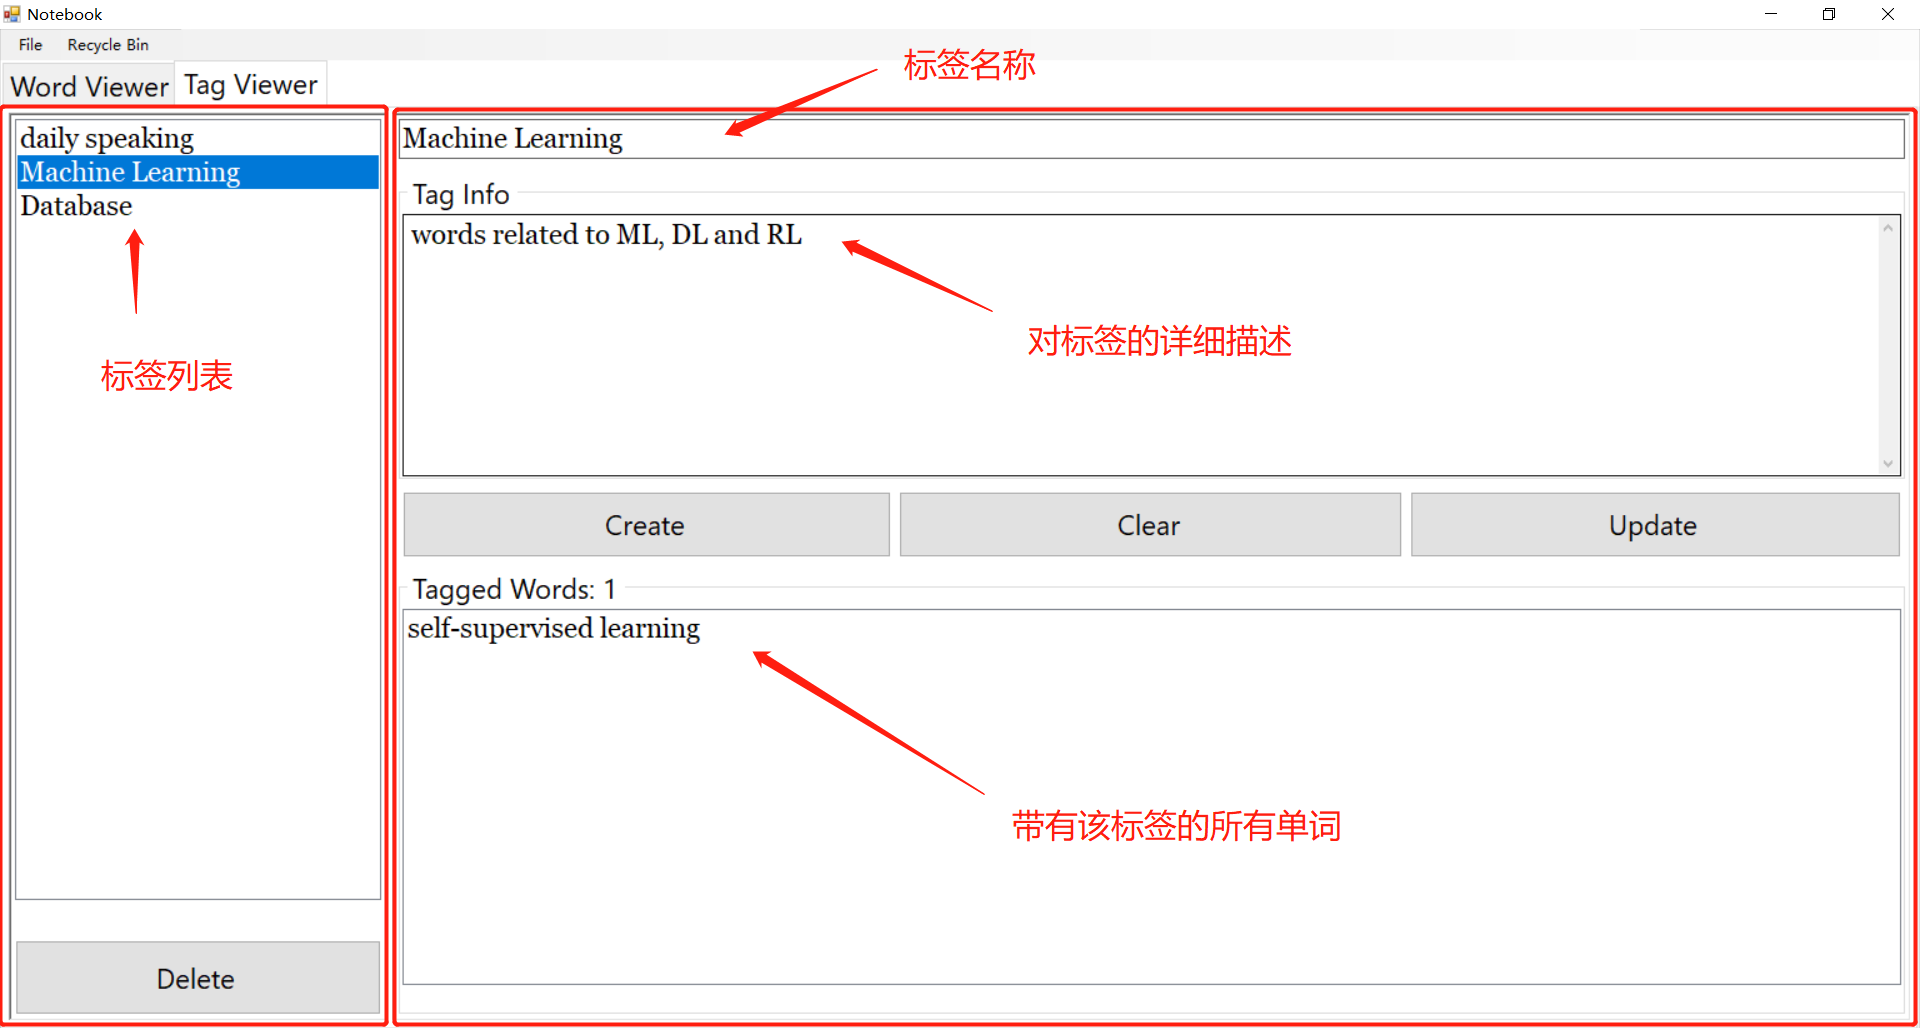 Notebook
File Recycle Bin
标签名称
Word Viewer Tag Viewer
daily speaking
Machine Learning
Database
标签列表
Delete
Machine Learning
Tag Info
words related to ML, DL and RL
对标签的详细描述
Create Clear Update
Tagged Words: 1
self-supervised learning
带有该标签的所有单词